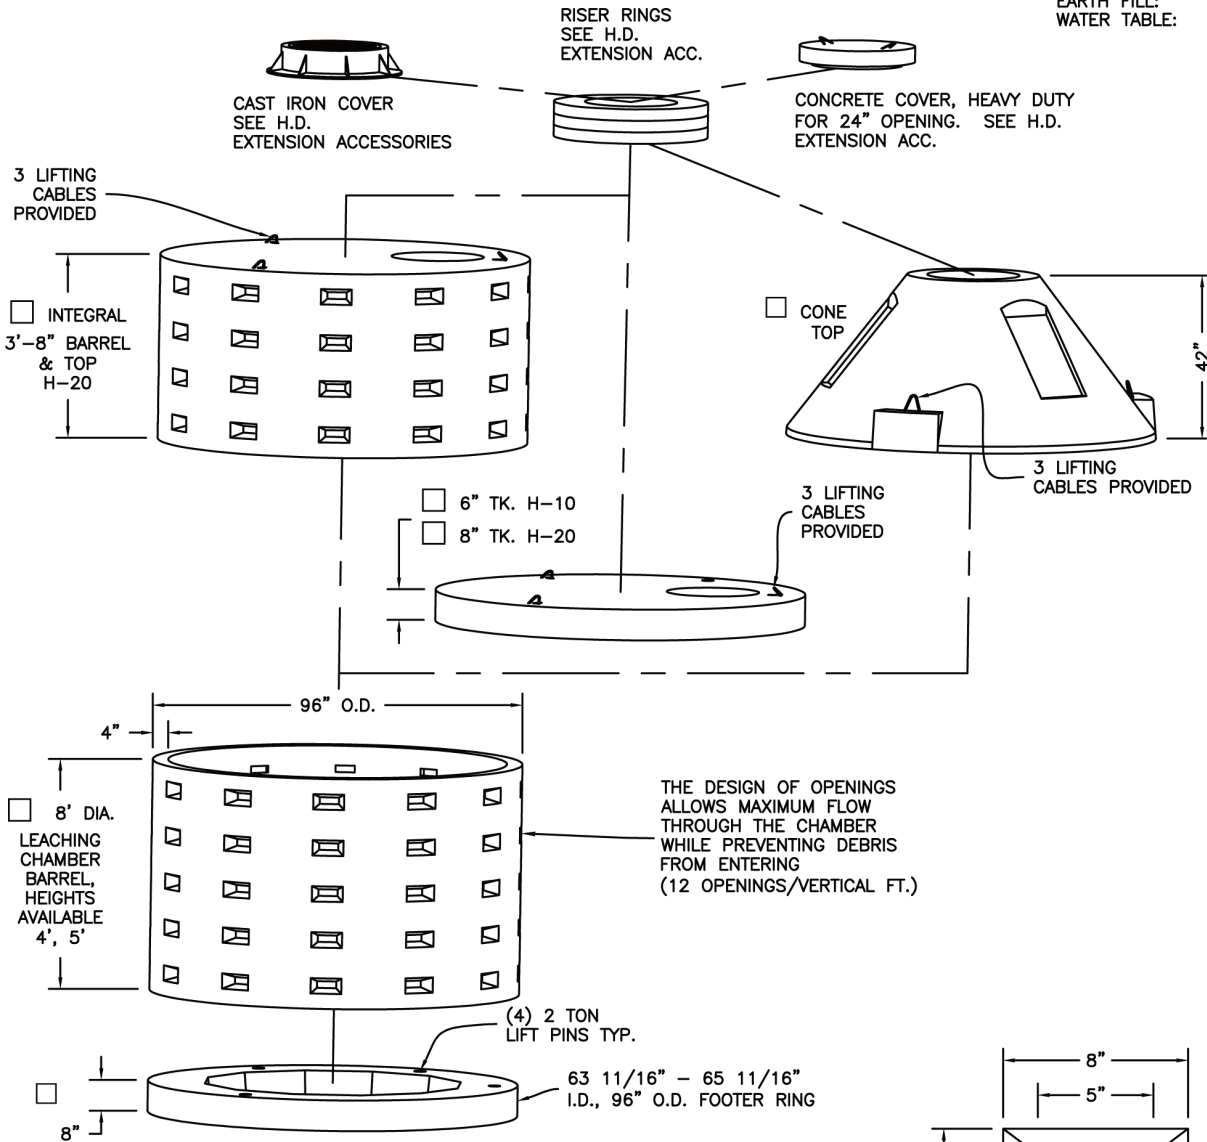 RISER RINGS
SEE H.D.
EXTENSION ACC.
EARTH FILL:
WATER TABLE:
CAST IRON COVER
SEE H.D.
EXTENSION ACCESSORIES
CONCRETE COVER, HEAVY DUTY
FOR 24" OPENING. SEE H.D.
EXTENSION ACC.
3 LIFTING
CABLES
PROVIDED
INTEGRAL
3'-8" BARREL
& TOP
H-20
CONE
TOP
42"
3 LIFTING
CABLES PROVIDED
6" TK. H-10
8" TK. H-20
3 LIFTING
CABLES
PROVIDED
96" O.D.
4"
8' DIA.
LEACHING
CHAMBER
BARREL,
HEIGHTS
AVAILABLE
4', 5'
THE DESIGN OF OPENINGS
ALLOWS MAXIMUM FLOW
THROUGH THE CHAMBER
WHILE PREVENTING DEBRIS
FROM ENTERING
(12 OPENINGS/VERTICAL FT.)
(4) 2 TON
LIFT PINS TYP.
63 11/16" - 65 11/16"
I.D., 96" O.D. FOOTER RING
8"
8"
5"